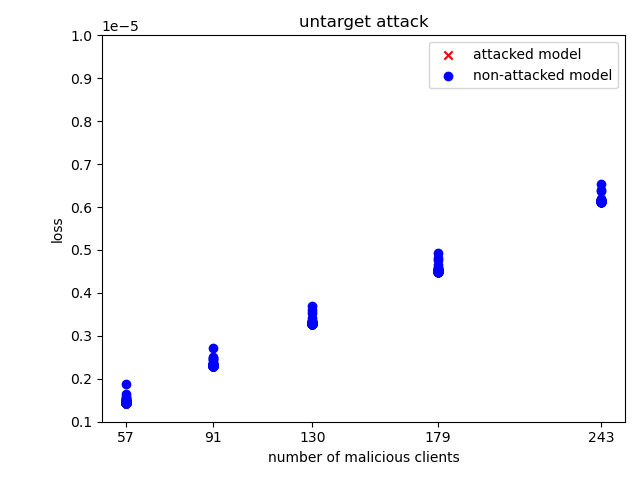 untarget attack
1e−5
1.0
0.9
0.8
0.7
0.6
0.5
0.4
0.3
0.2
0.1
loss
attacked model
non-attacked model
57 91 130 179 243
number of malicious clients